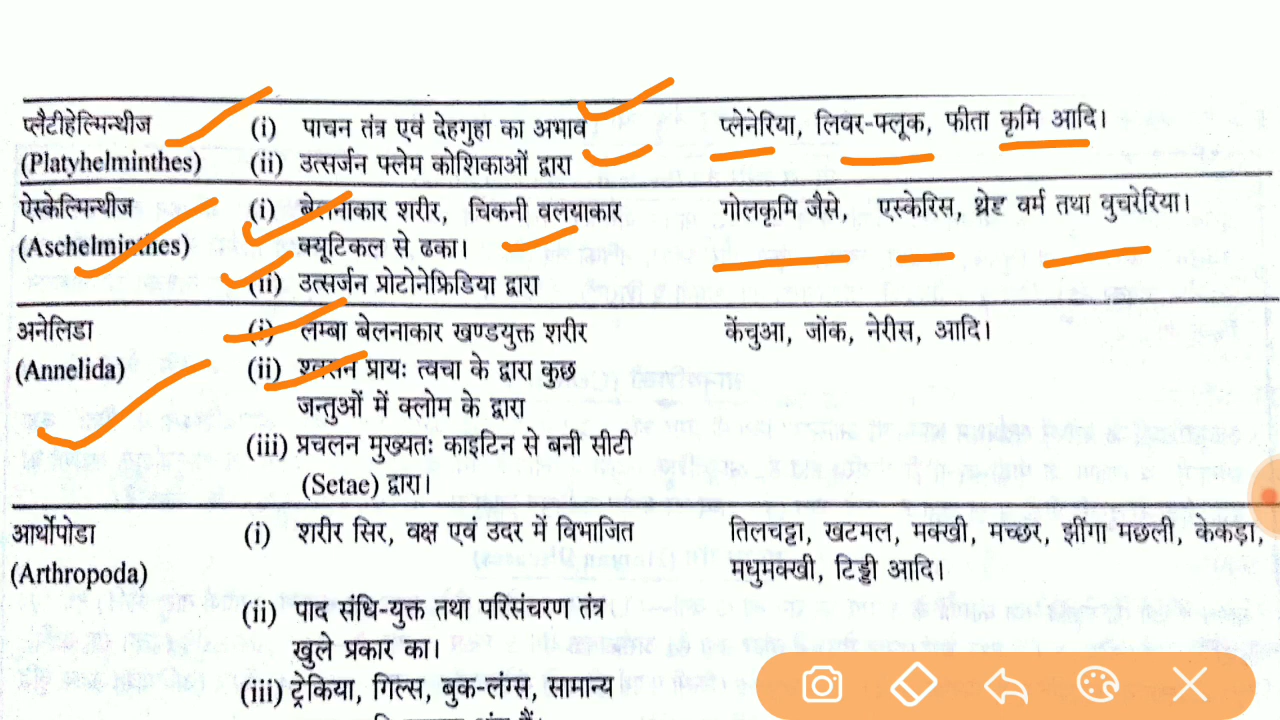 प्लैटीहेल्मिन्थीज (i) पाचन तंत्र एवं देहगुहा का अभाव प्लेनेरिया, लिवर-फ्लूक, फीता कृमि आदि।
(Platyhelminthes) (ii) उत्सर्जन फ्लेम कोशिकाओं द्वारा
ऐस्केल्मिन्थीज (i) बेलनाकार शरीर, चिकनी वलयाकार गोलकृमि जैसे, एस्केरिस, थ्रेड वर्म तथा वुचरेरिया।
(Aschelminthes) क्यूटिकल से ढका।
(ii) उत्सर्जन प्रोटोनेफ्रिडिया द्वारा
अनेलिडा (i) लम्बा बेलनाकार खण्डयुक्त शरीर केंचुआ, जोंक, नेरीस, आदि।
(Annelida) (ii) श्वसन प्रायः त्वचा के द्वारा कुछ
जन्तुओं में क्लोम के द्वारा
(iii) प्रचलन मुख्यतः काइटिन से बनी सीटी
(Setae) द्वारा।
आर्थोपोडा (i) शरीर सिर, वक्ष एवं उदर में विभाजित तिलचट्टा, खटमल, मक्खी, मच्छर, झींगा मछली, केकड़ा,
(Arthropoda) मधुमक्खी, टिड्डी आदि।
(ii) पाद संधि-युक्त तथा परिसंचरण तंत्र
खुले प्रकार का।
(iii) ट्रेकिया, गिल्स, बुक-लंग्स, सामान्य